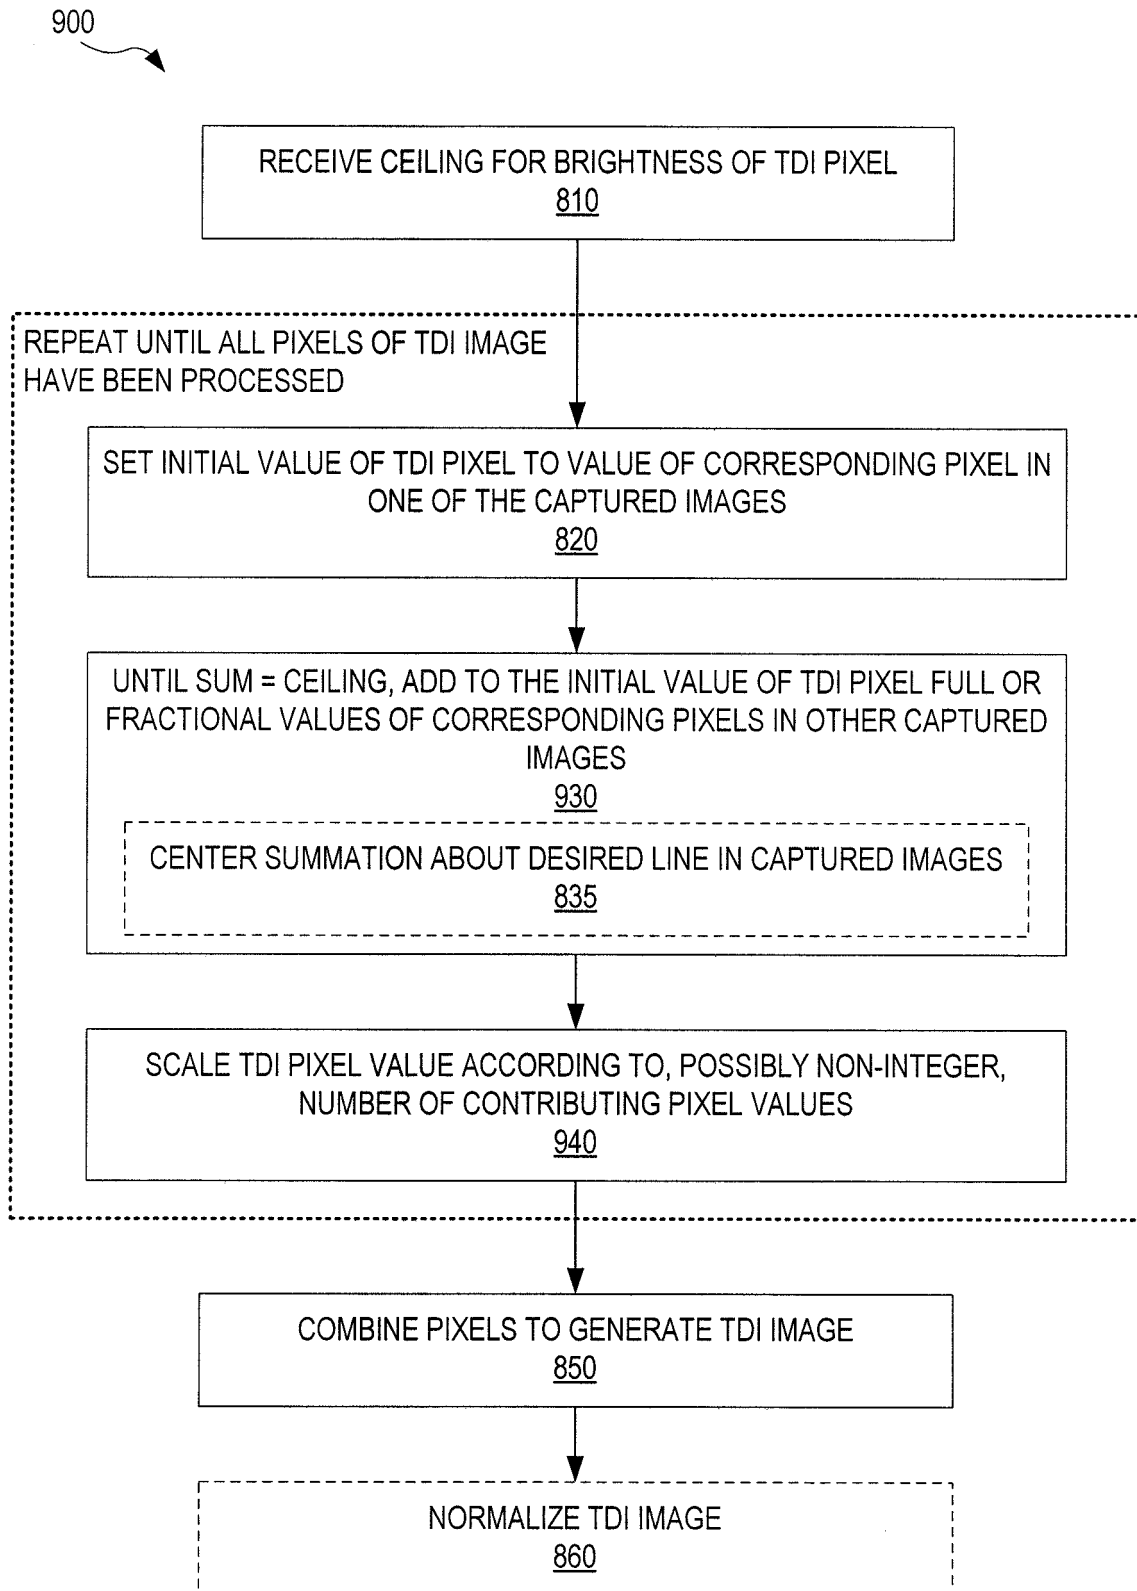 900
RECEIVE CEILING FOR BRIGHTNESS OF TDI PIXEL
810
REPEAT UNTIL ALL PIXELS OF TDI IMAGE
HAVE BEEN PROCESSED
SET INITIAL VALUE OF TDI PIXEL TO VALUE OF CORRESPONDING PIXEL IN
ONE OF THE CAPTURED IMAGES
820
UNTIL SUM = CEILING, ADD TO THE INITIAL VALUE OF TDI PIXEL FULL OR
FRACTIONAL VALUES OF CORRESPONDING PIXELS IN OTHER CAPTURED
IMAGES
930
CENTER SUMMATION ABOUT DESIRED LINE IN CAPTURED IMAGES
835
SCALE TDI PIXEL VALUE ACCORDING TO, POSSIBLY NON-INTEGER,
NUMBER OF CONTRIBUTING PIXEL VALUES
940
COMBINE PIXELS TO GENERATE TDI IMAGE
850
NORMALIZE TDI IMAGE
860